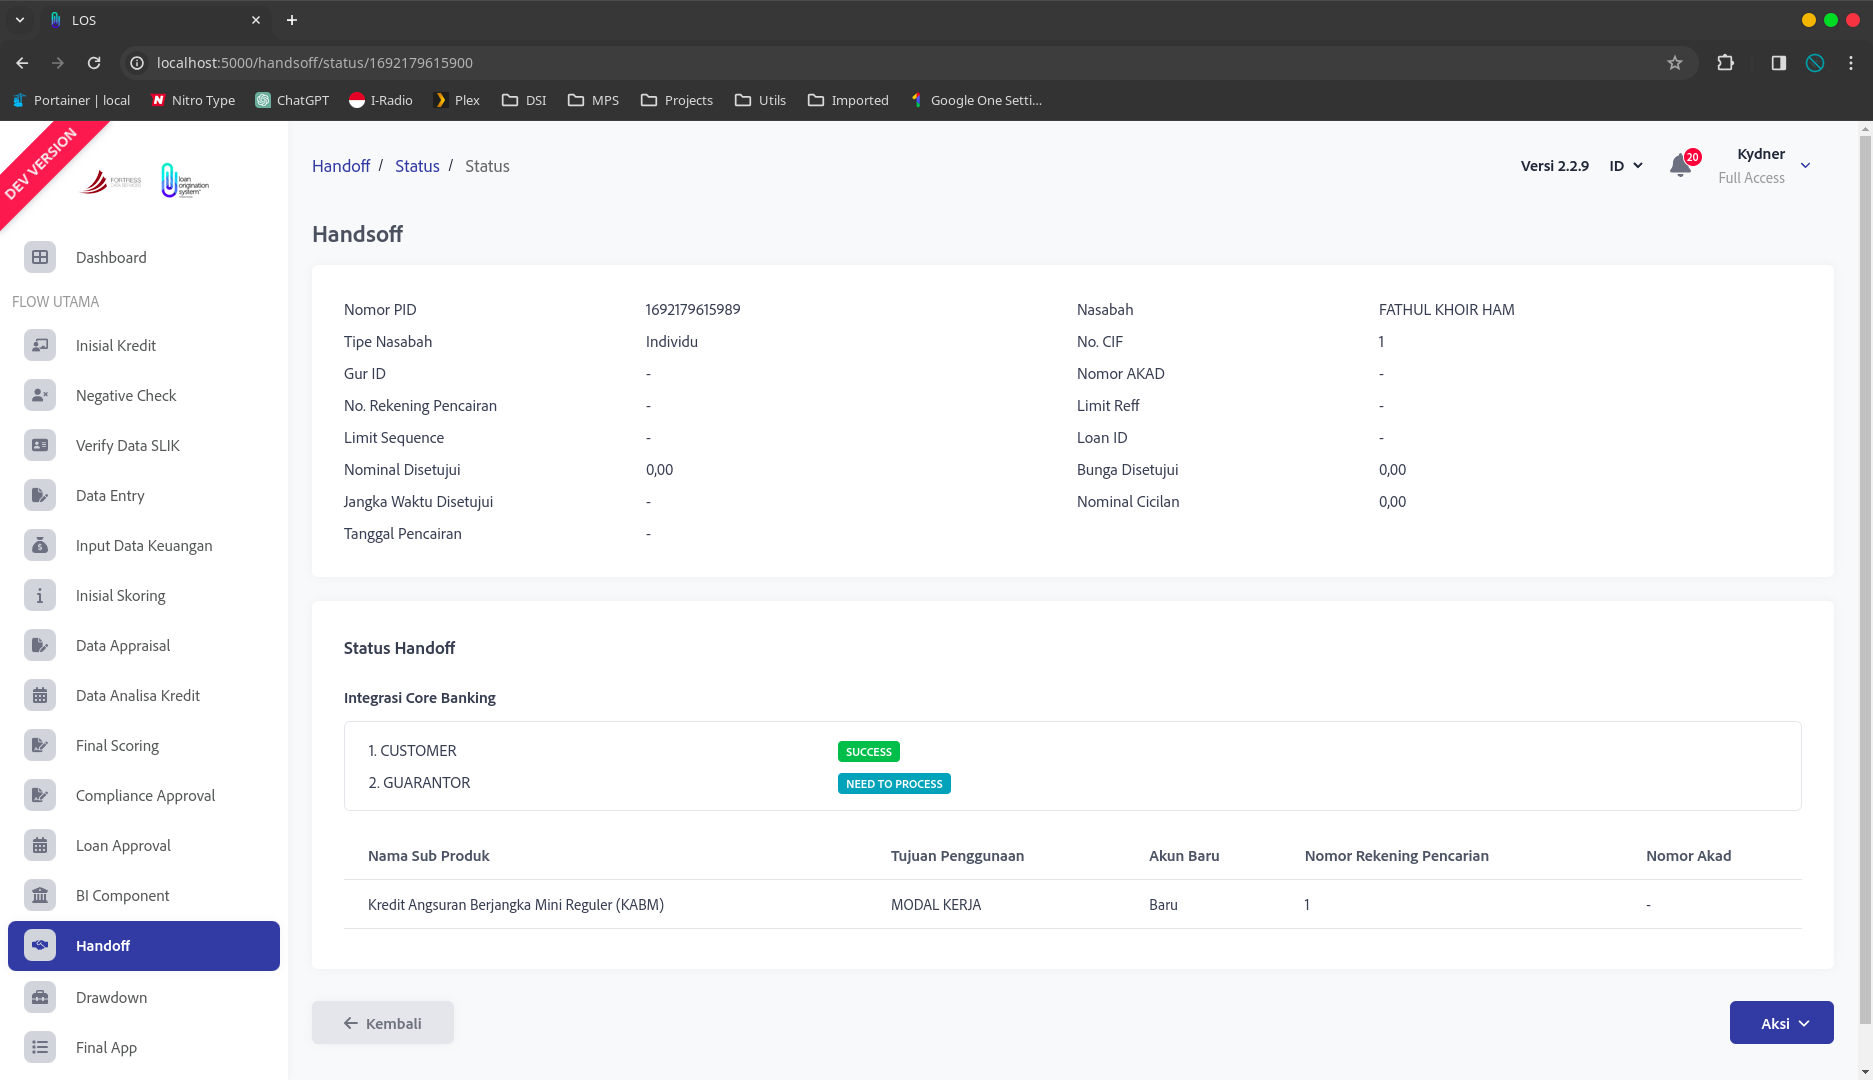 LOS
localhost:5000/handsoff/status/1692179615900
Portainer | local
Nitro Type
ChatGPT
I-Radio
Plex
DSI
MPS
Projects
Utils
Imported
Google One Setti...
DEV VERSION
FORTRESS
loan
origination
system
Handoff / Status / Status
Versi 2.2.9
ID
20
Kydner
Full Access
Dashboard
FLOW UTAMA
Inisial Kredit
Negative Check
Verify Data SLIK
Data Entry
Input Data Keuangan
Inisial Skoring
Data Appraisal
Data Analisa Kredit
Final Scoring
Compliance Approval
Loan Approval
BI Component
Handoff
Drawdown
Final App
Handsoff
Nomor PID 1692179615989 Nasabah FATHUL KHOIR HAM
Tipe Nasabah Individu No. CIF 1
Gur ID - Nomor AKAD -
No. Rekening Pencairan - Limit Reff -
Limit Sequence - Loan ID -
Nominal Disetujui 0,00 Bunga Disetujui 0,00
Jangka Waktu Disetujui - Nominal Cicilan 0,00
Tanggal Pencairan -
Status Handoff
Integrasi Core Banking
1. CUSTOMER SUCCESS
2. GUARANTOR NEED TO PROCESS
Nama Sub Produk Tujuan Penggunaan Akun Baru Nomor Rekening Pencarian Nomor Akad
Kredit Angsuran Berjangka Mini Reguler (KABM) MODAL KERJA Baru 1 -
Kembali
Aksi